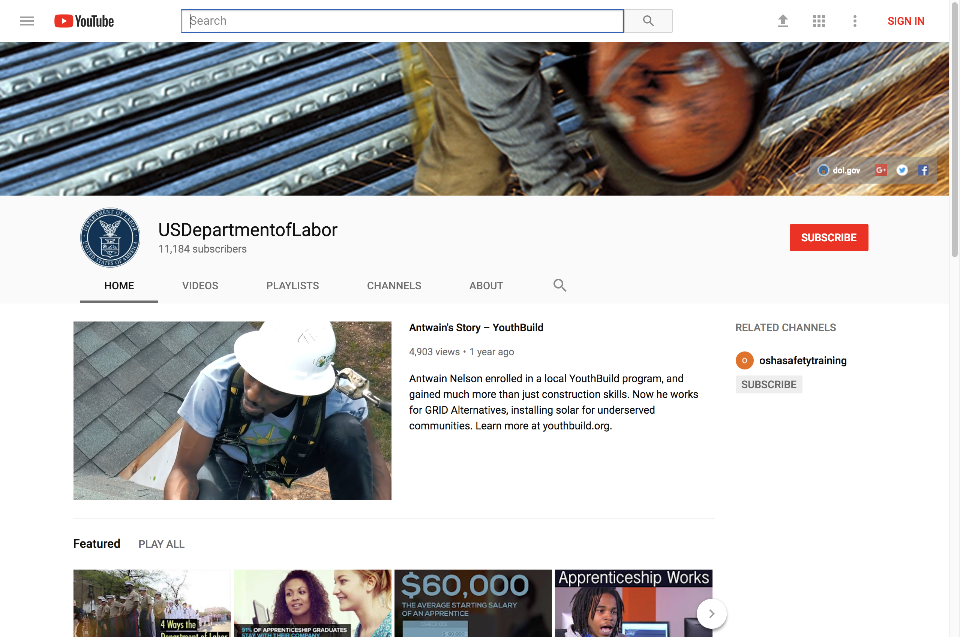 YouTube
Search
SIGN IN
dol.gov
G+
USDepartmentofLabor
11,184 subscribers
SUBSCRIBE
HOME
VIDEOS
PLAYLISTS
CHANNELS
ABOUT
Antwain's Story – YouthBuild
4,903 views • 1 year ago
Antwain Nelson enrolled in a local YouthBuild program, and
gained much more than just construction skills. Now he works
for GRID Alternatives, installing solar for underserved
communities. Learn more at youthbuild.org.
RELATED CHANNELS
oshasafetytraining
SUBSCRIBE
Featured
PLAY ALL
4 Ways the
Department of Labor
91% OF APPRENTICESHIP GRADUATES
STAY WITH THEIR COMPANY
$60,000
THE AVERAGE STARTING SALARY
OF AN APPRENTICE
Apprenticeship Works